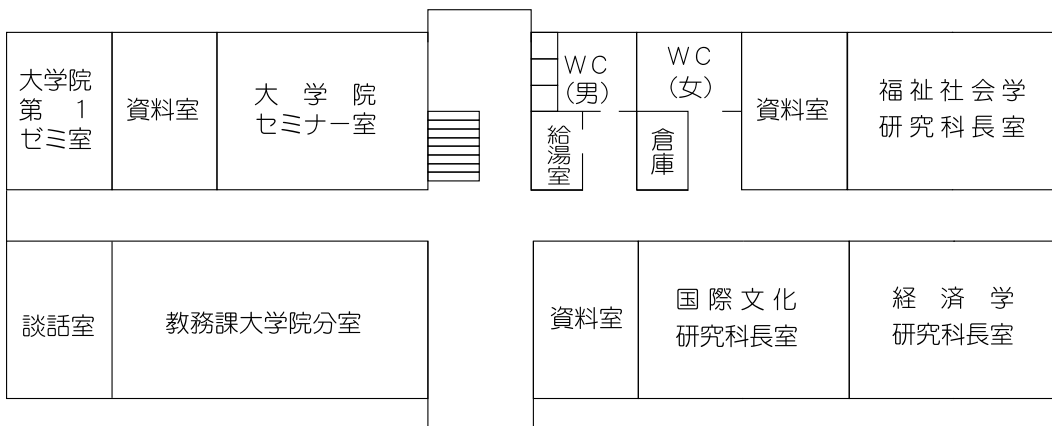 大学院
第 1
ゼミ室
資料室
大 学 院
セミナー室
WC
(男)
WC
(女)
給湯室
倉庫
資料室
福祉社会学
研究科長室
談話室
教務課大学院分室
資料室
国際文化
研究科長室
経 済 学
研究科長室